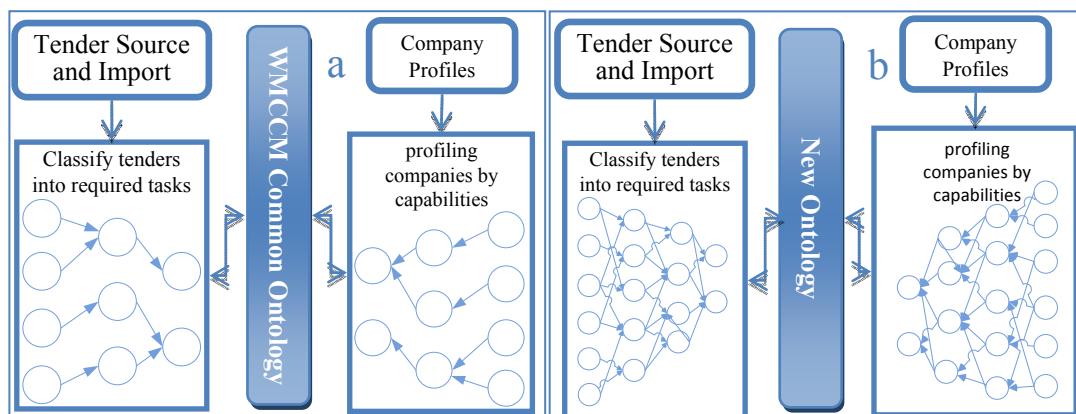 Tender Source
and Import
WMCCM Common Ontology
a
Company
Profiles
Classify tenders
into required tasks
profiling
companies by
capabilities
Tender Source
and Import
New Ontology
b
Company
Profiles
Classify tenders
into required tasks
profiling
companies by
capabilities